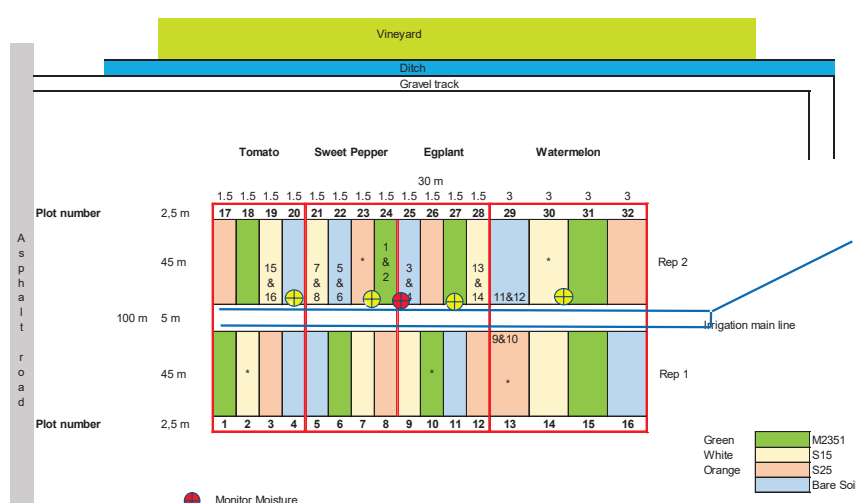 Vineyard
Ditch
Gravel track
Tomato Sweet Pepper Egplant Watermelon
30 m
1.5 1.5 1.5 1.5 1.5 1.5 1.5 1.5 1.5 1.5 1.5 1.5 3 3 3 3
Plot number 2,5 m 17 18 19 20 21 22 23 24 25 26 27 28 29 30 31 32
Asphalt road
45 m
15 & 16
7 & 8
5 & 6
*
1 & 2
3 & 4
13 & 14
11&12
*
Rep 2
100 m 5 m
Irrigation main line
9&10
45 m
*
*
*
Rep 1
Plot number 2,5 m 1 2 3 4 5 6 7 8 9 10 11 12 13 14 15 16
Green M2351
White S15
Orange S25
Bare Soi
Monitor Moisture